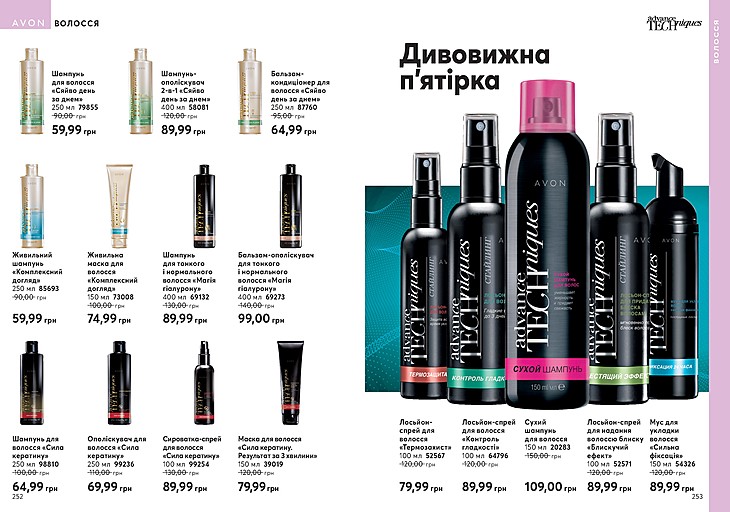 AVON ВОЛОССЯ
Шампунь
для волосся
«Сяйво день
за днем»
250 мл 79855
90,00 грн
59,99 грн
Шампунь-
ополіскувач
2-в-1 «Сяйво
день за днем»
400 мл 58081
120,00 грн
89,99 грн
Бальзам-
кондиціонер для
волосся «Сяйво
день за днем»
250 мл 87760
95,00 грн
64,99 грн
Живильний
шампунь
«Комплексний
догляд»
250 мл 85693
90,00 грн
59,99 грн
Живильна
маска для
волосся
«Комплексний
догляд»
150 мл 73008
100,00 грн
74,99 грн
Шампунь
для тонкого
і нормального
волосся «Магія
гіалурону»
400 мл 69132
130,00 грн
89,99 грн
Бальзам-ополіскувач
для тонкого
і нормального
волосся «Магія
гіалурону»
400 мл 69273
140,00 грн
99,00 грн
Шампунь для
волосся «Сила
кератину»
250 мл 98810
100,00 грн
64,99 грн
Ополіскувач для
волосся «Сила
кератину»
250 мл 99236
110,00 грн
69,99 грн
Сироватка-спрей
для волосся
«Сила кератину»
100 мл 99254
130,00 грн
89,99 грн
Маска для волосся
«Сила кератину.
Результат за 3 хвилини»
150 мл 39019
120,00 грн
79,99 грн
252
advance
TECHniques
ВОЛОССЯ
Дивовижна
п'ятірка
AVON
advance
TECHniques
СТАЙЛИНГ
ТЕРМОЗАЩИТА
КОНТРОЛЬ ГЛАДК
СУХОЙ ШАМПУНЬ
150 ml
ЕСТЯЩИЙ ЭФФЕ
Лосьйон-
спрей для
волосся
«Термозахист»
100 мл 52567
120,00 грн
79,99 грн
Лосьйон-спрей
для волосся
«Контроль
гладкості»
100 мл 64796
120,00 грн
89,99 грн
Сухий
шампунь
для волосся
150 мл 20283
150,00 грн
109,00 грн
Лосьйон-спрей
для надання
волоссю блиску
«Блискучий
ефект»
100 мл 52571
120,00 грн
89,99 грн
Мус для
укладки
волосся
«Сильна
фіксація»
150 мл 54326
120,00 грн
89,99 грн
253